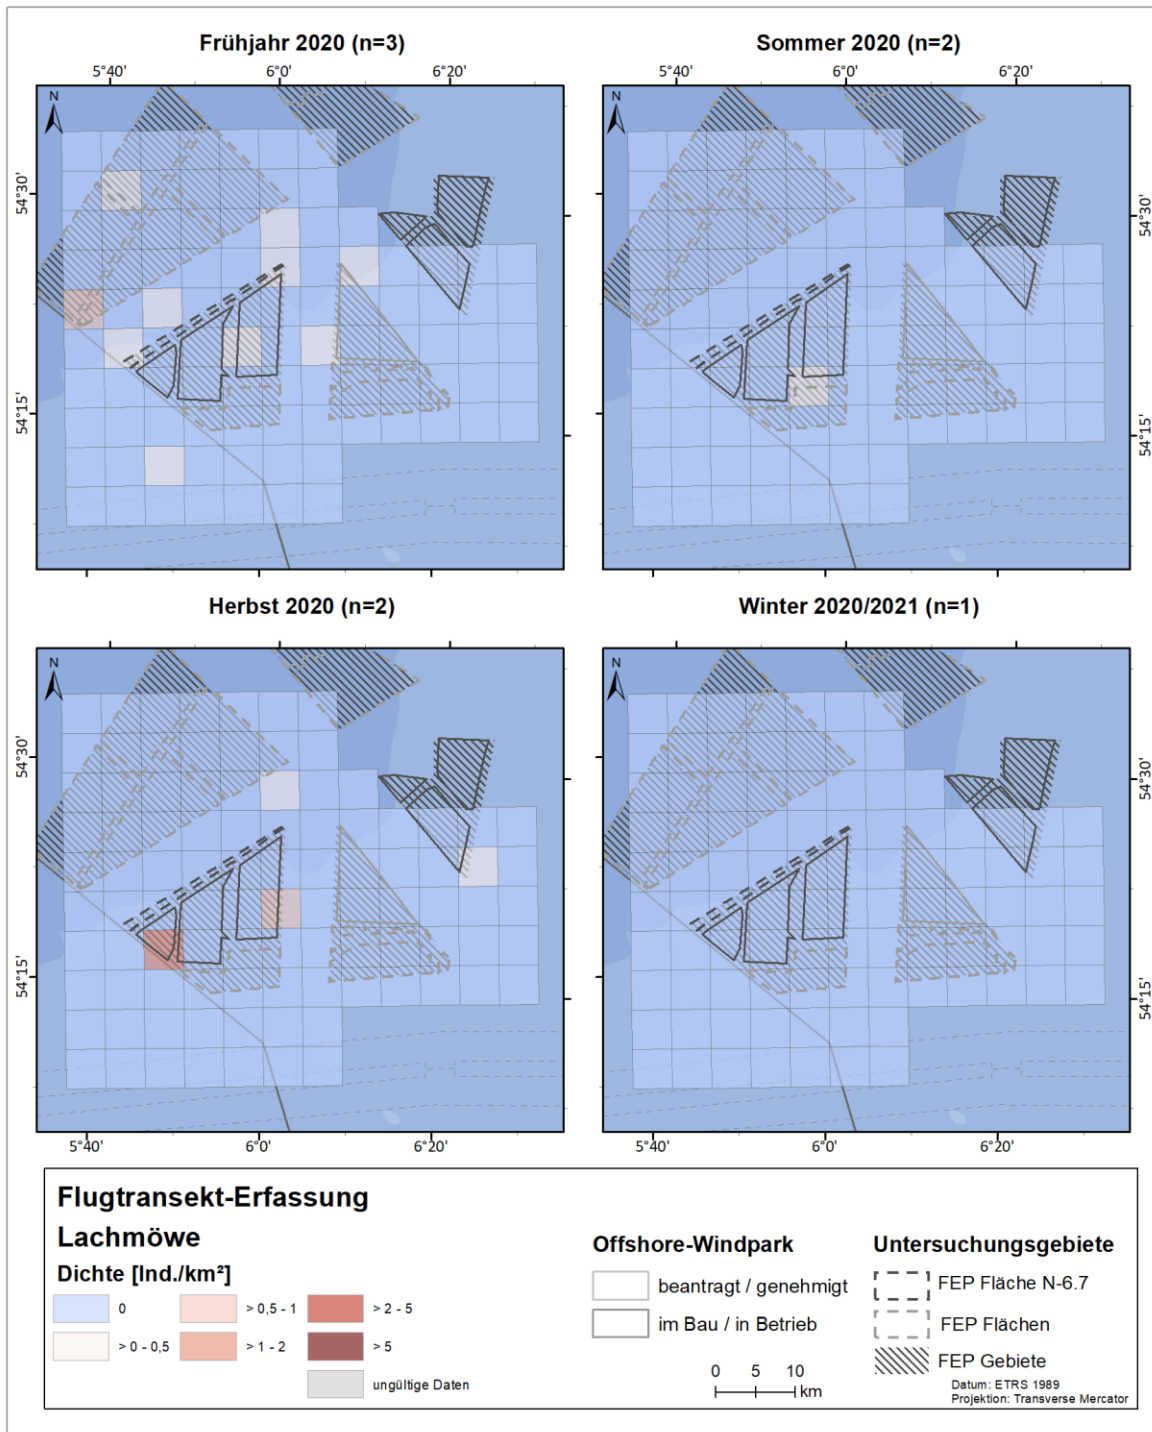 Frühjahr 2020 (n=3)
Sommer 2020 (n=2)
5°40' 6°0' 6°20'
5°40' 6°0' 6°20'
N
N
54°30'
54°30'
54°15'
54°15'
Herbst 2020 (n=2)
Winter 2020/2021 (n=1)
N
N
54°30'
54°30'
54°15'
54°15'
5°40' 6°0' 6°20'
5°40' 6°0' 6°20'
Flugtransekt-Erfassung
Lachmöwe
Dichte [Ind./km²]
0
> 0 - 0,5
> 0,5 - 1
> 1 - 2
> 2 - 5
> 5
ungültige Daten
Offshore-Windpark
beantragt / genehmigt
im Bau / in Betrieb
0 5 10
km
Untersuchungsgebiete
FEP Fläche N-6.7
FEP Flächen
FEP Gebiete
Datum: ETRS 1989
Projektion: Transverse Mercator